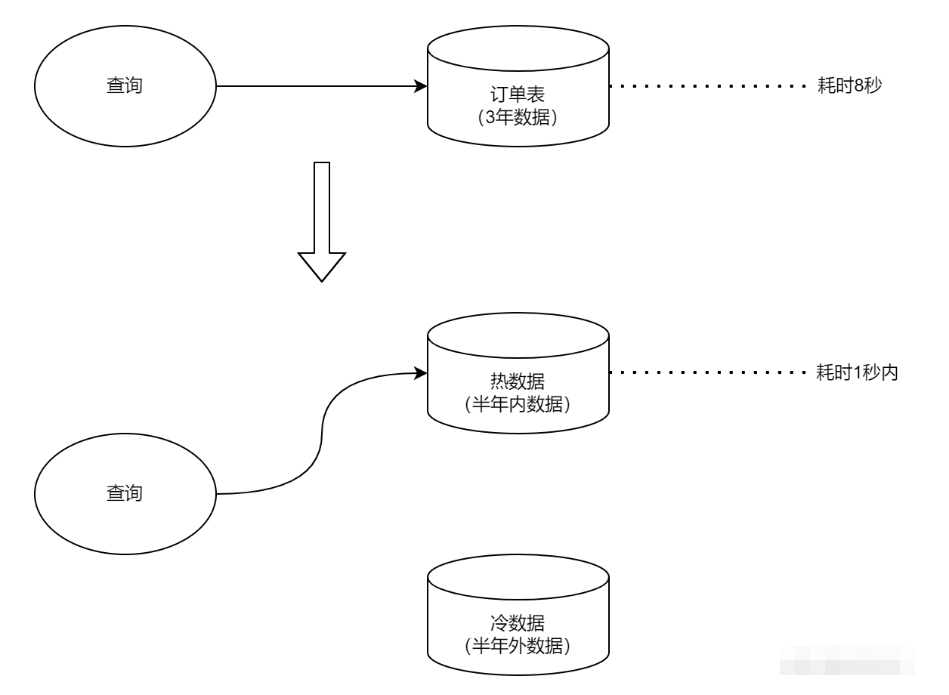 查询
订单表
（3年数据）
耗时8秒
热数据
（半年内数据）
耗时1秒内
查询
冷数据
（半年外数据）